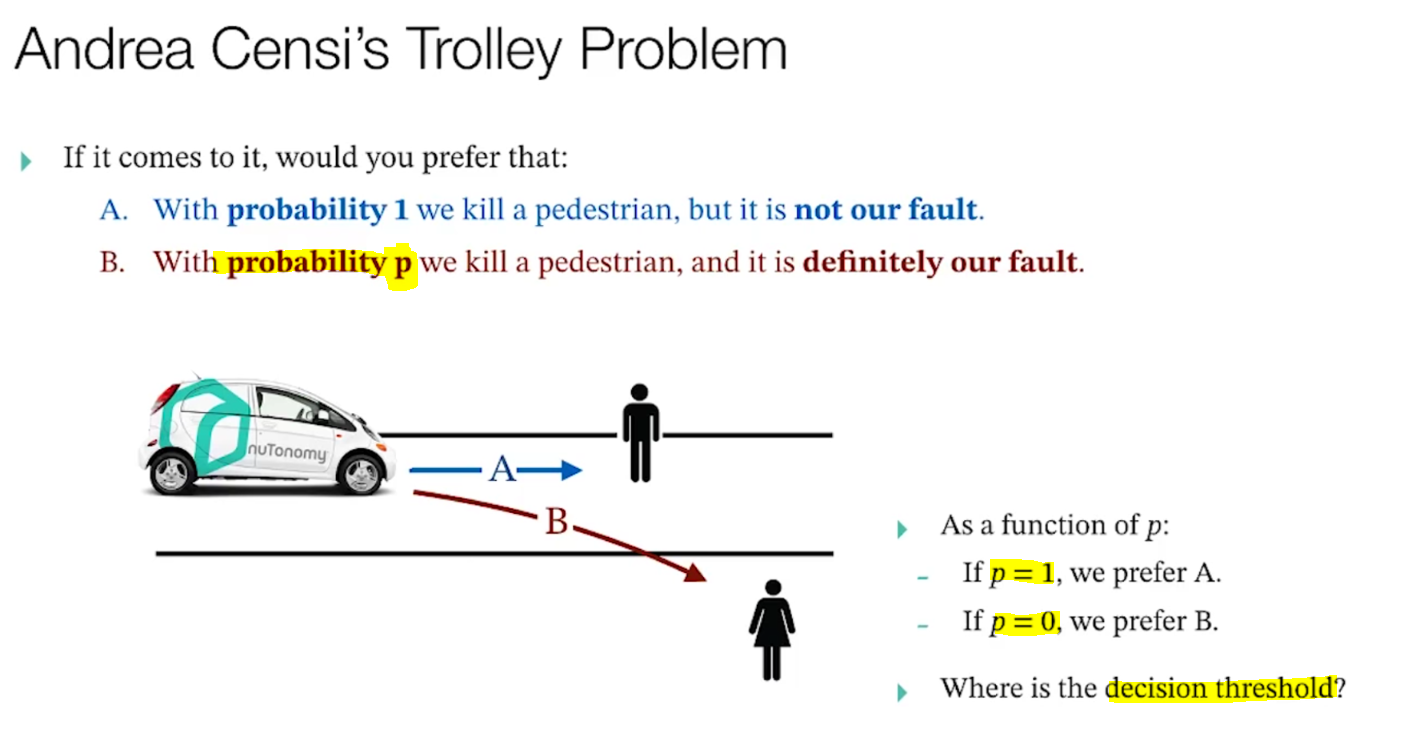 Andrea Censi’s Trolley Problem
If it comes to it, would you prefer that:
A. With probability 1 we kill a pedestrian, but it is not our fault.
B. With probability p we kill a pedestrian, and it is definitely our fault.
nuTonomy
A
B
As a function of p:
- If p = 1, we prefer A.
- If p = 0, we prefer B.
Where is the decision threshold?